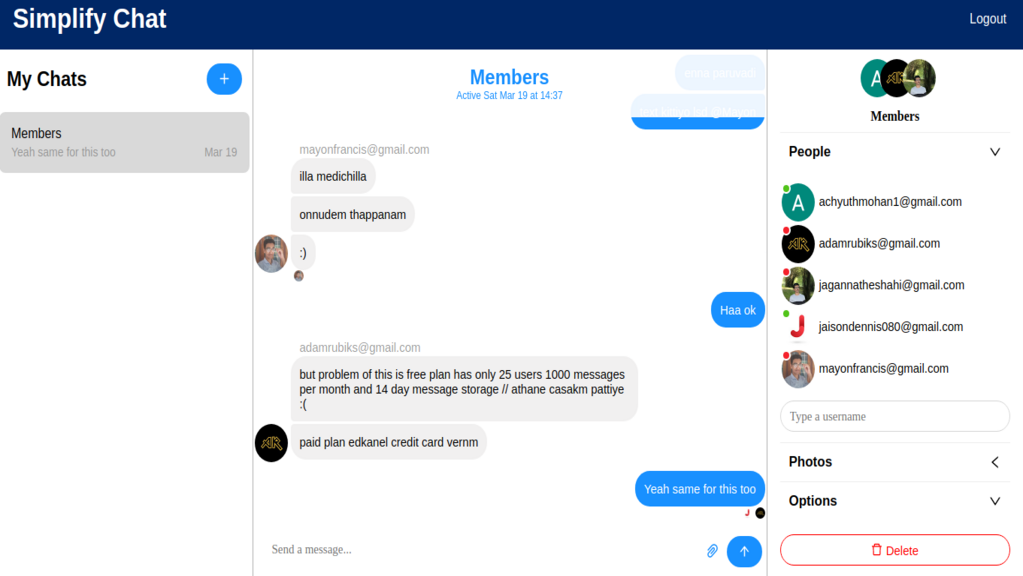 Simplify Chat
Logout
My Chats
+
Members
Yeah same for this too
Mar 19
Members
Active Sat Mar 19 at 14:37
mayonfrancis@gmail.com
illa medichilla
onnudem thappanam
:)
Haa ok
adamrubiks@gmail.com
but problem of this is free plan has only 25 users 1000 messages
per month and 14 day message storage // athane casakm pattiye
:(
paid plan edkanel credit card vernm
Yeah same for this too
Send a message...
Members
People
A
achyuthmohan1@gmail.com
adamrubiks@gmail.com
jagannatheshahi@gmail.com
jaisondennis080@gmail.com
mayonfrancis@gmail.com
Type a username
Photos
Options
Delete